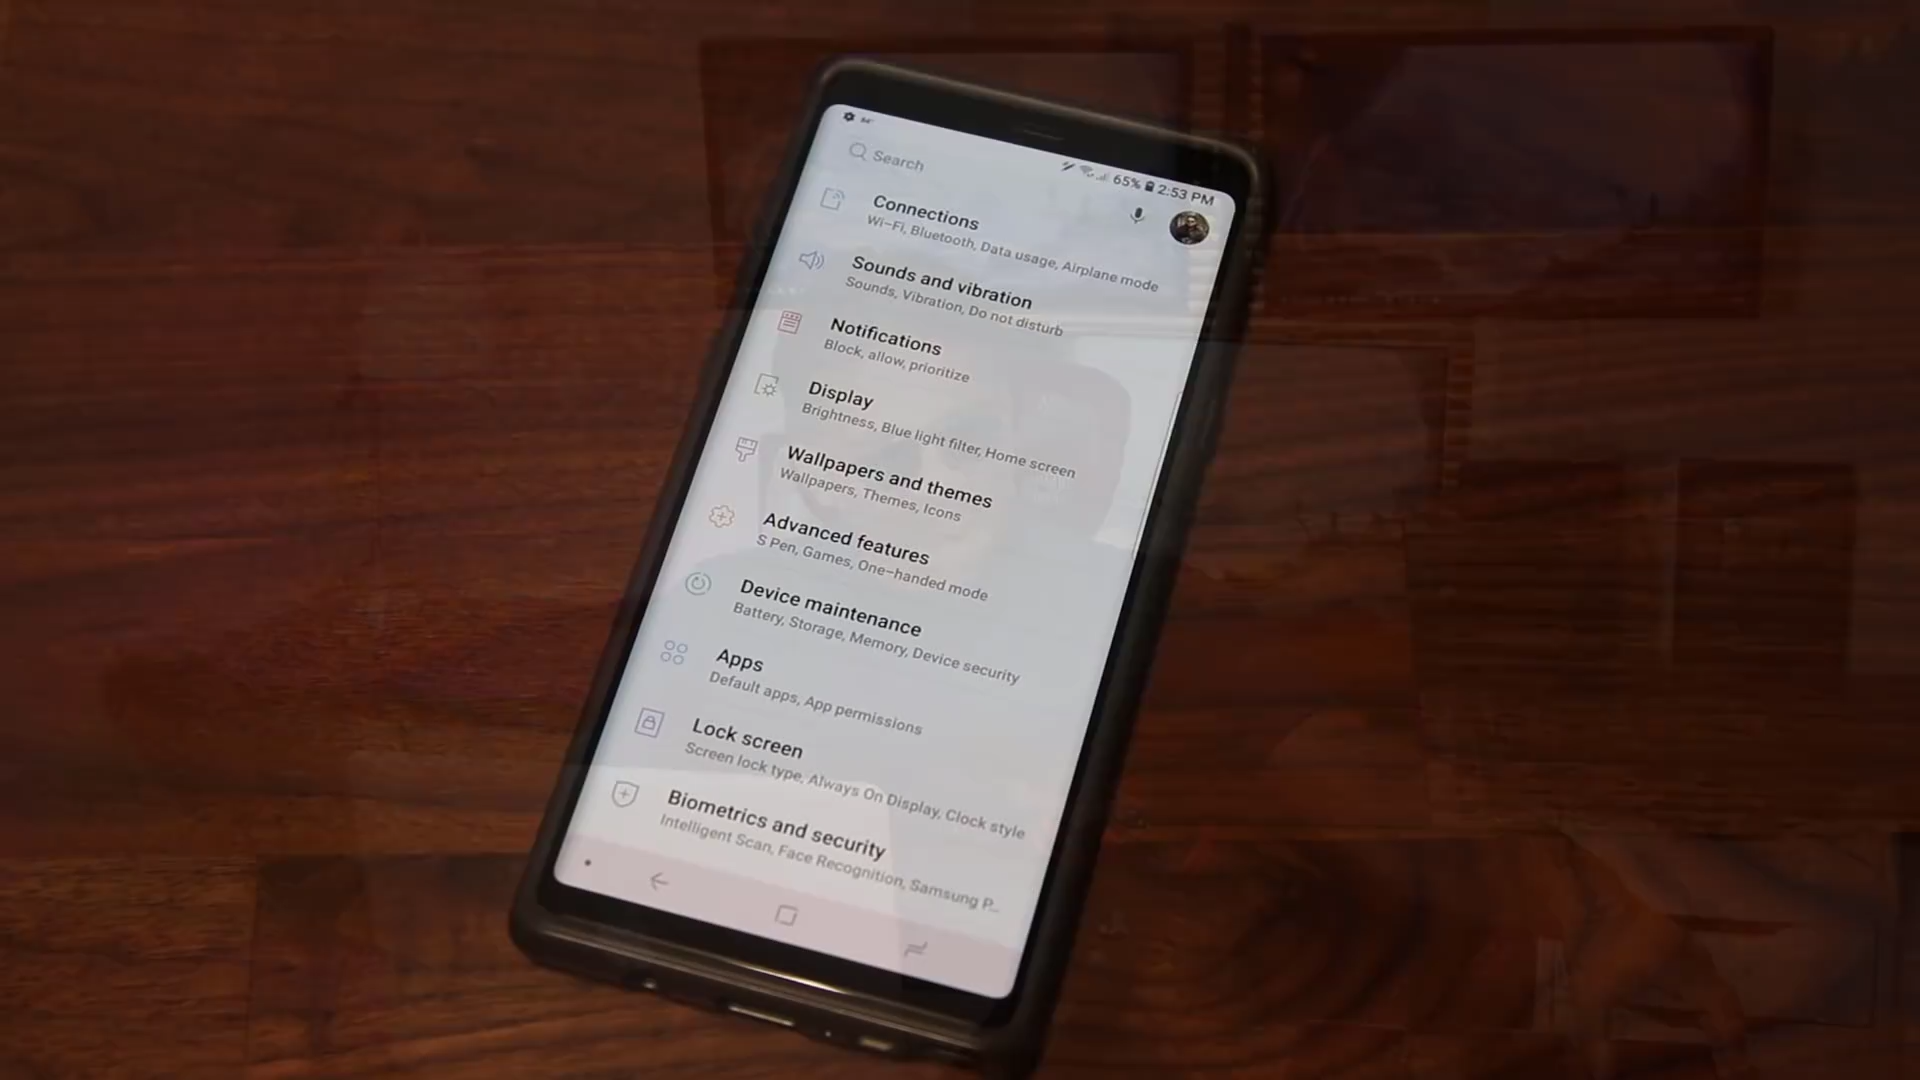 84°
65% 2:53 PM
Search
Connections
Wi-Fi, Bluetooth, Data usage, Airplane mode
Sounds and vibration
Sounds, Vibration, Do not disturb
Notifications
Block, allow, prioritize
Display
Brightness, Blue light filter, Home screen
Wallpapers and themes
Wallpapers, Themes, Icons
Advanced features
S Pen, Games, One-handed mode
Device maintenance
Battery, Storage, Memory, Device security
Apps
Default apps, App permissions
Lock screen
Screen lock type, Always On Display, Clock style
Biometrics and security
Intelligent Scan, Face Recognition, Samsung P...